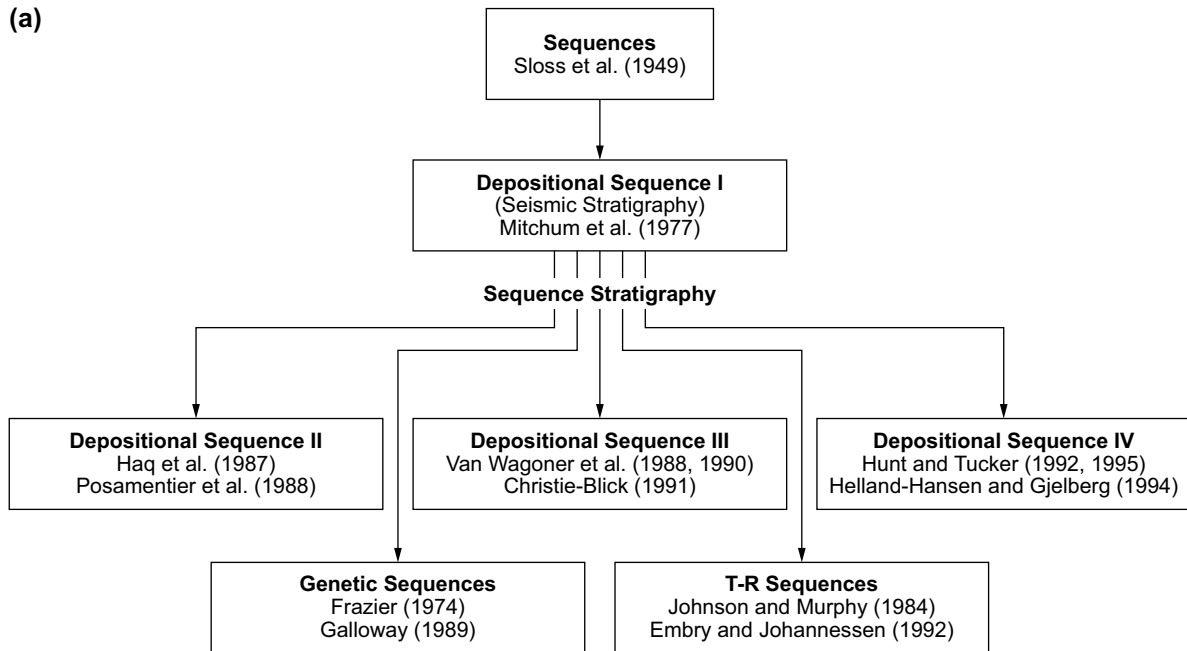 (a)
Sequences
Sloss et al. (1949)
Depositional Sequence I
(Seismic Stratigraphy)
Mitchum et al. (1977)
Sequence Stratigraphy
Depositional Sequence II
Haq et al. (1987)
Posamentier et al. (1988)
Depositional Sequence III
Van Wagoner et al. (1988, 1990)
Christie-Blick (1991)
Depositional Sequence IV
Hunt and Tucker (1992, 1995)
Helland-Hansen and Gjelberg (1994)
Genetic Sequences
Frazier (1974)
Galloway (1989)
T-R Sequences
Johnson and Murphy (1984)
Embry and Johannessen (1992)